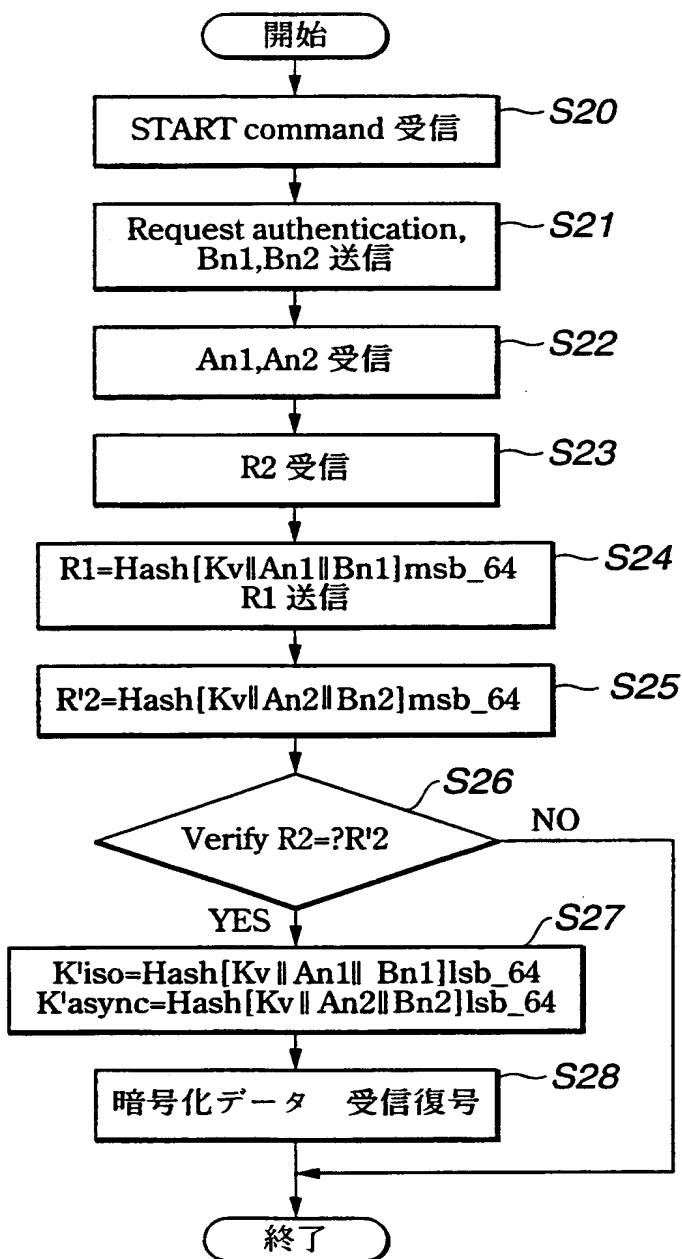 開始
START command 受信
S20
Request authentication,
Bn1,Bn2 送信
S21
An1,An2 受信
S22
R2 受信
S23
R1=Hash[Kv||An1||Bn1]msb_64
R1 送信
S24
R'2=Hash[Kv||An2||Bn2]msb_64
S25
S26
Verify R2=?R'2
NO
YES
S27
K'iso=Hash[Kv || An1|| Bn1]lsb_64
K'async=Hash[Kv || An2||Bn2]lsb_64
暗号化データ 受信復号
S28
終了